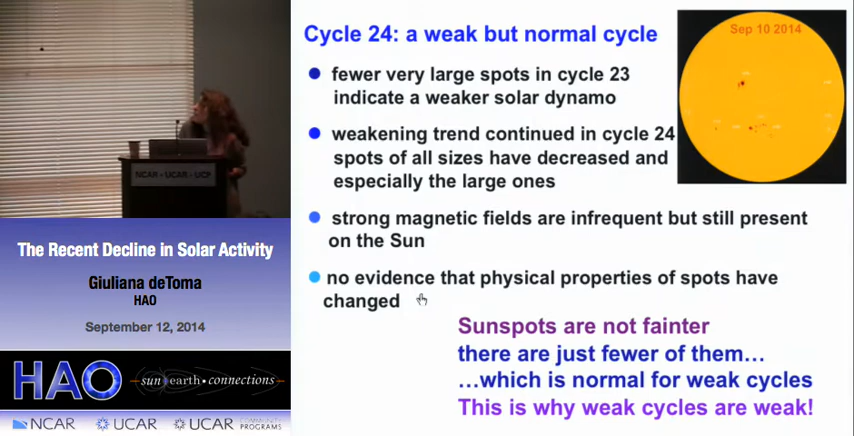 Cycle 24: a weak but normal cycle
Sep 10 2014
fewer very large spots in cycle 23
indicate a weaker solar dynamo
weakening trend continued in cycle 24
spots of all sizes have decreased and
especially the large ones
strong magnetic fields are infrequent but still present
on the Sun
no evidence that physical properties of spots have
changed
Sunspots are not fainter
there are just fewer of them...
...which is normal for weak cycles
This is why weak cycles are weak!
NCAR • UCAR • UCP
The Recent Decline in Solar Activity
Giuliana deToma
HAO
September 12, 2014
HAO
sun earth • connections
NCAR
UCAR
UCAR COMMUNITY PROGRAMS